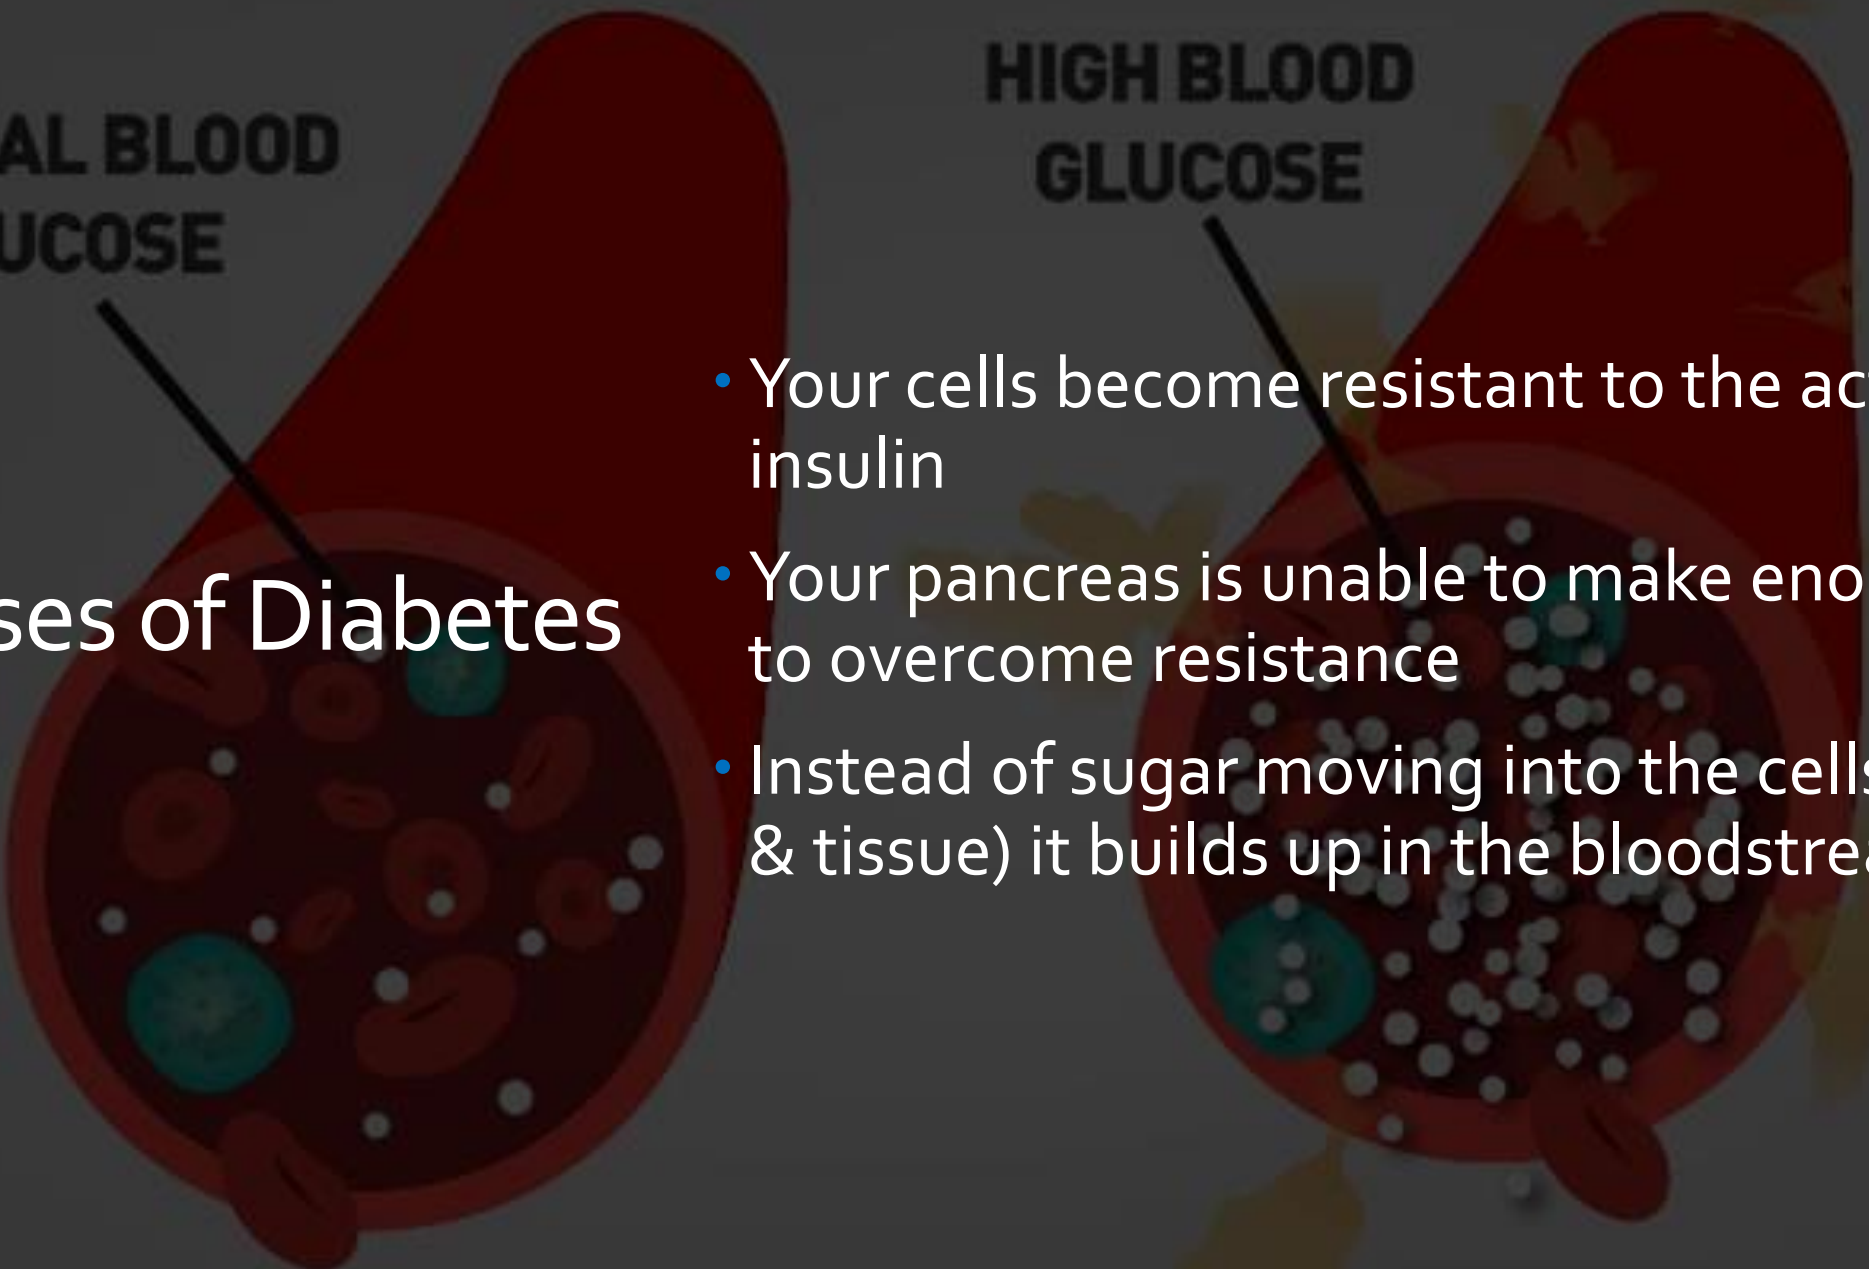 AL BLOOD
UCOSE
HIGH BLOOD
GLUCOSE
ses of Diabetes
• Your cells become resistant to the ac
insulin
• Your pancreas is unable to make eno
to overcome resistance
• Instead of sugar moving into the cells
& tissue) it builds up in the bloodstrea